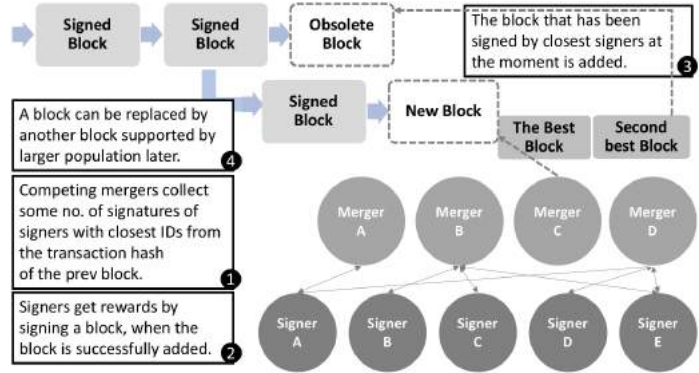 Signed
Block
Signed
Block
Obsolete
Block
The block that has been
signed by closest signers at
the moment is added.
3
Signed
Block
New Block
The Best
Block
Second
best Block
A block can be replaced by
another block supported by
larger population later.
4
Competing mergers collect
some no. of signatures of
signers with closest IDs from
the transaction hash
of the prev block.
1
Signers get rewards by
signing a block, when the
block is successfully added.
2
Merger
A
Merger
B
Merger
C
Merger
D
Signer
A
Signer
B
Signer
C
Signer
D
Signer
E